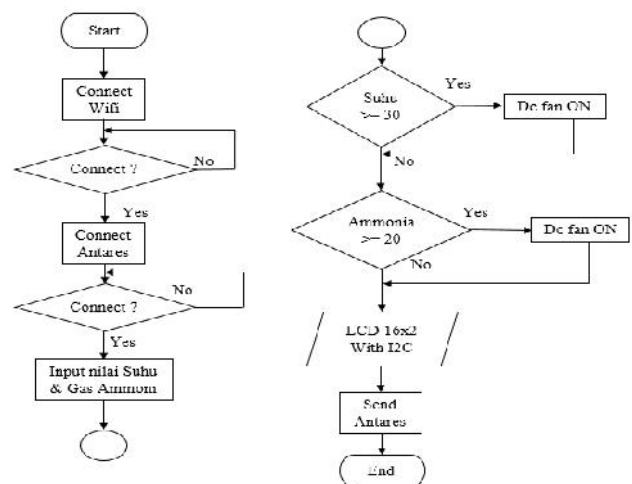 Start
Connect
Wifi
Connect ?
No
Yes
Connect
Antares
Connect ?
No
Yes
Input nilai Suhu
& Gas Ammom
Suhu
>= 30
Yes
Dc fan ON
No
Ammonia
>= 20
Yes
Dc fan ON
No
LCD 16x2
With I2C
Send
Antares
End